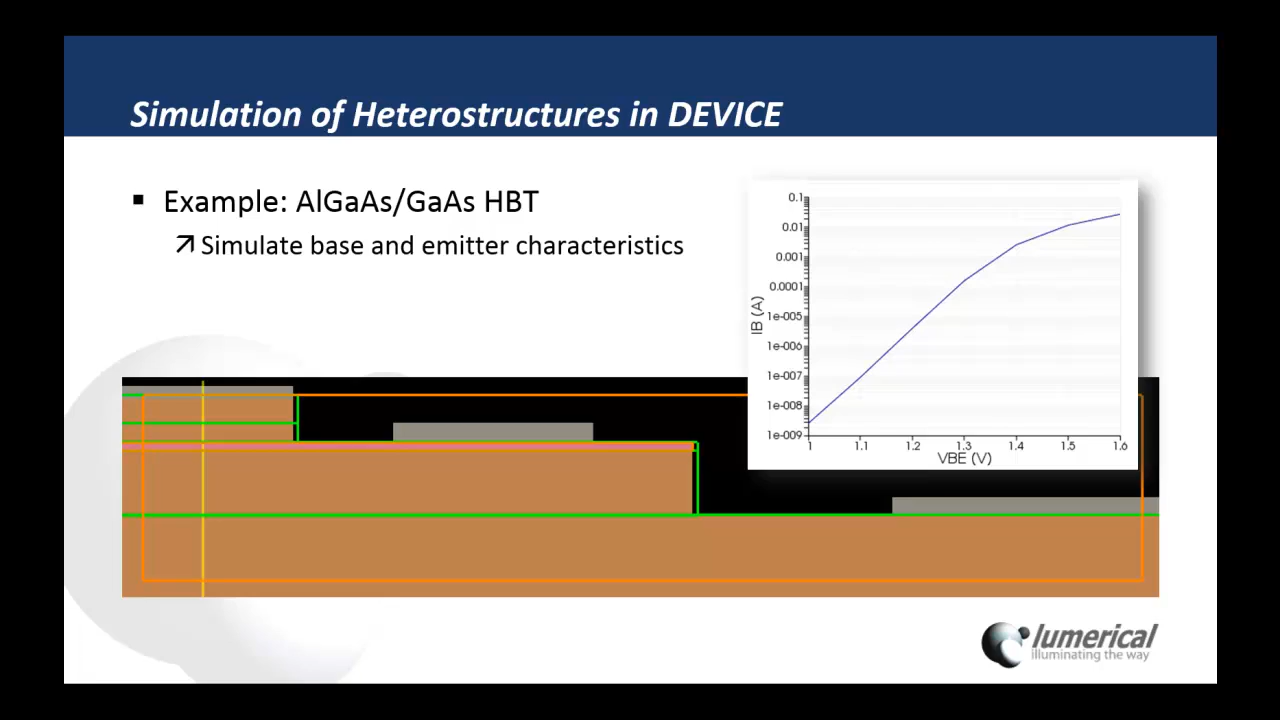 Simulation of Heterostructures in DEVICE
Example: AlGaAs/GaAs HBT
Simulate base and emitter characteristics
0.1
0.01
0.001
0.0001
1e-005
1e-006
1e-007
1e-008
1e-009
IB (A)
1 1.1 1.2 1.3 1.4 1.5 1.6
VBE (V)
lumerical
illuminating the way